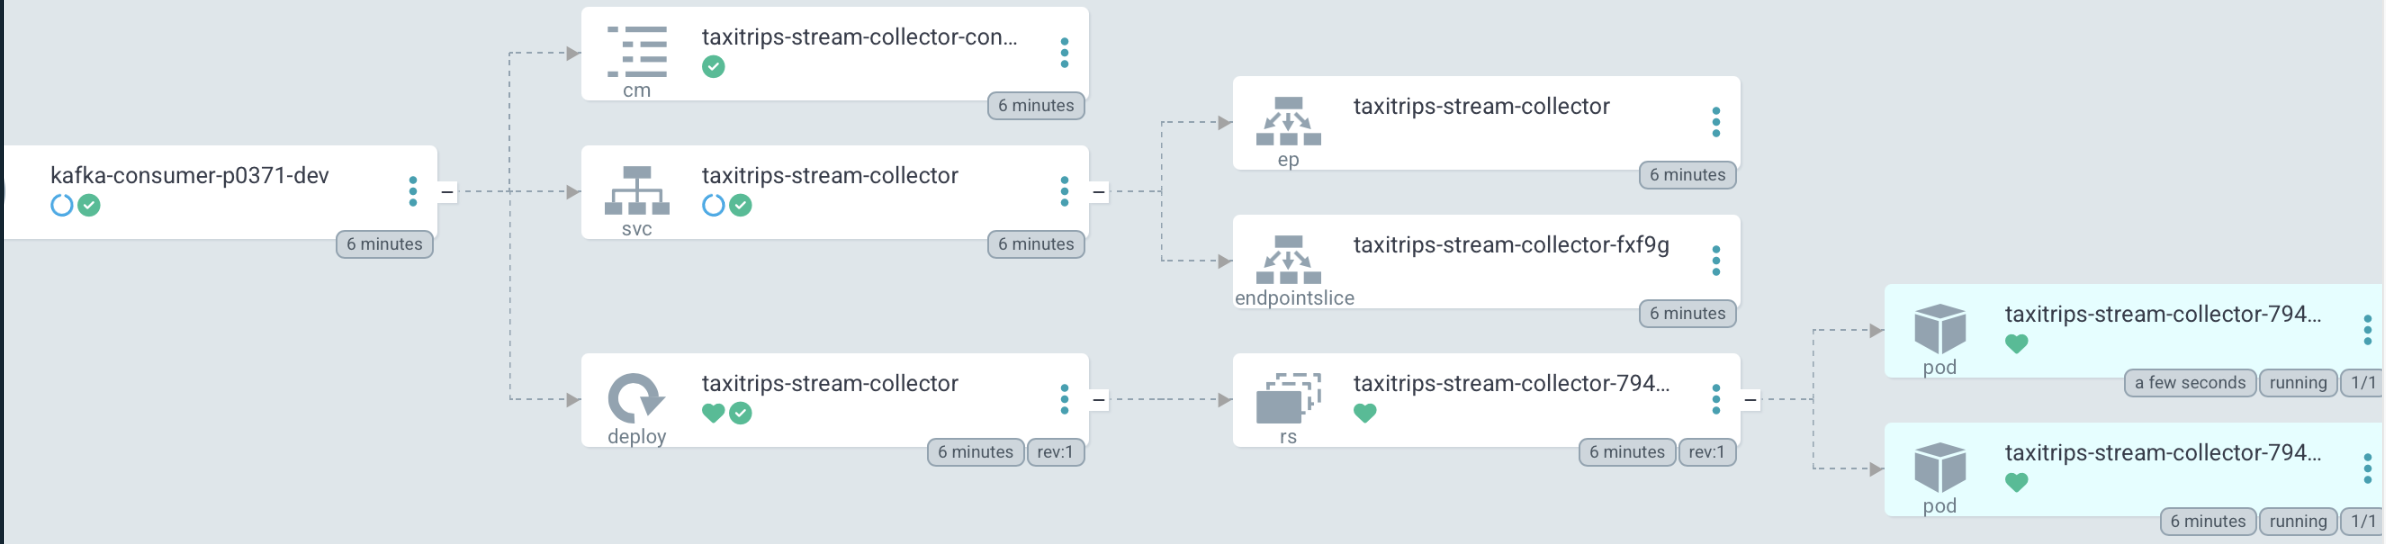 kafka-consumer-p0371-dev
6 minutes
taxitrips-stream-collector-con...
cm
6 minutes
taxitrips-stream-collector
svc
6 minutes
taxitrips-stream-collector
deploy
6 minutes rev:1
taxitrips-stream-collector
ep
6 minutes
taxitrips-stream-collector-fxf9g
endpointslice
6 minutes
taxitrips-stream-collector-794...
rs
6 minutes rev:1
taxitrips-stream-collector-794...
pod
a few seconds running 1/1
taxitrips-stream-collector-794...
pod
6 minutes running 1/1